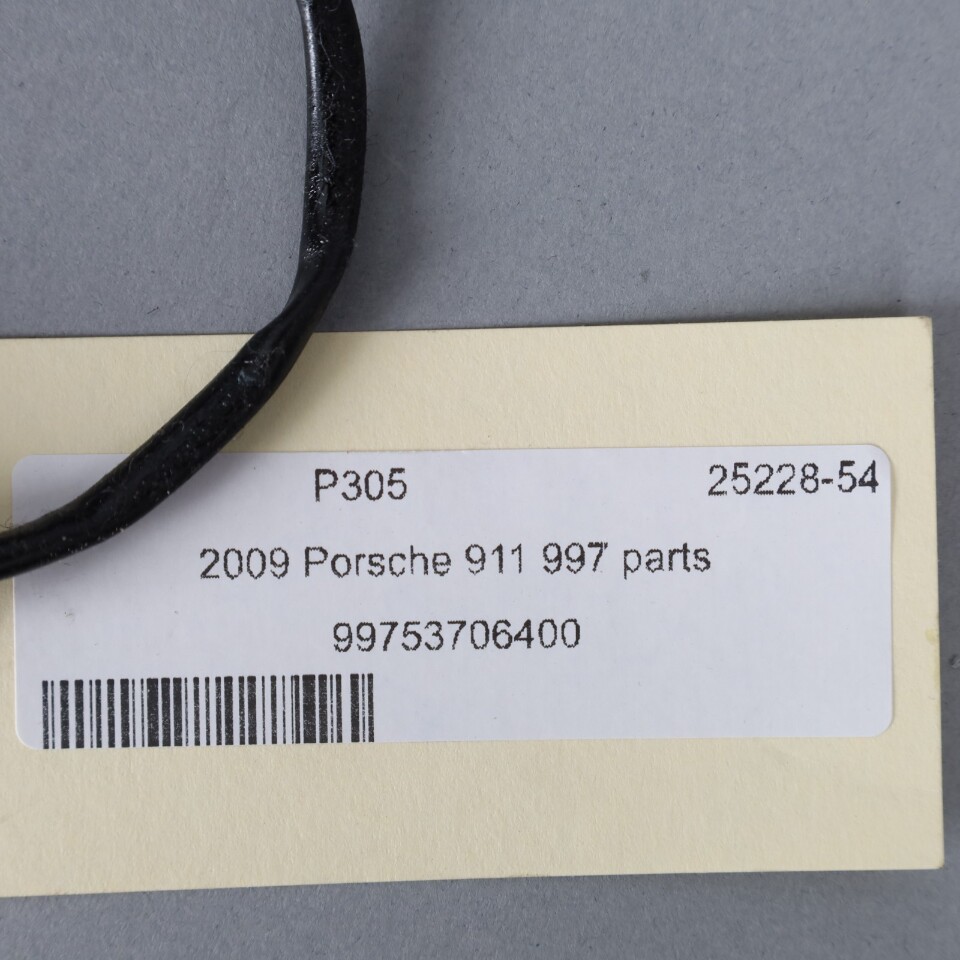 P305 25228-54
2009 Porsche 911 997 parts
99753706400